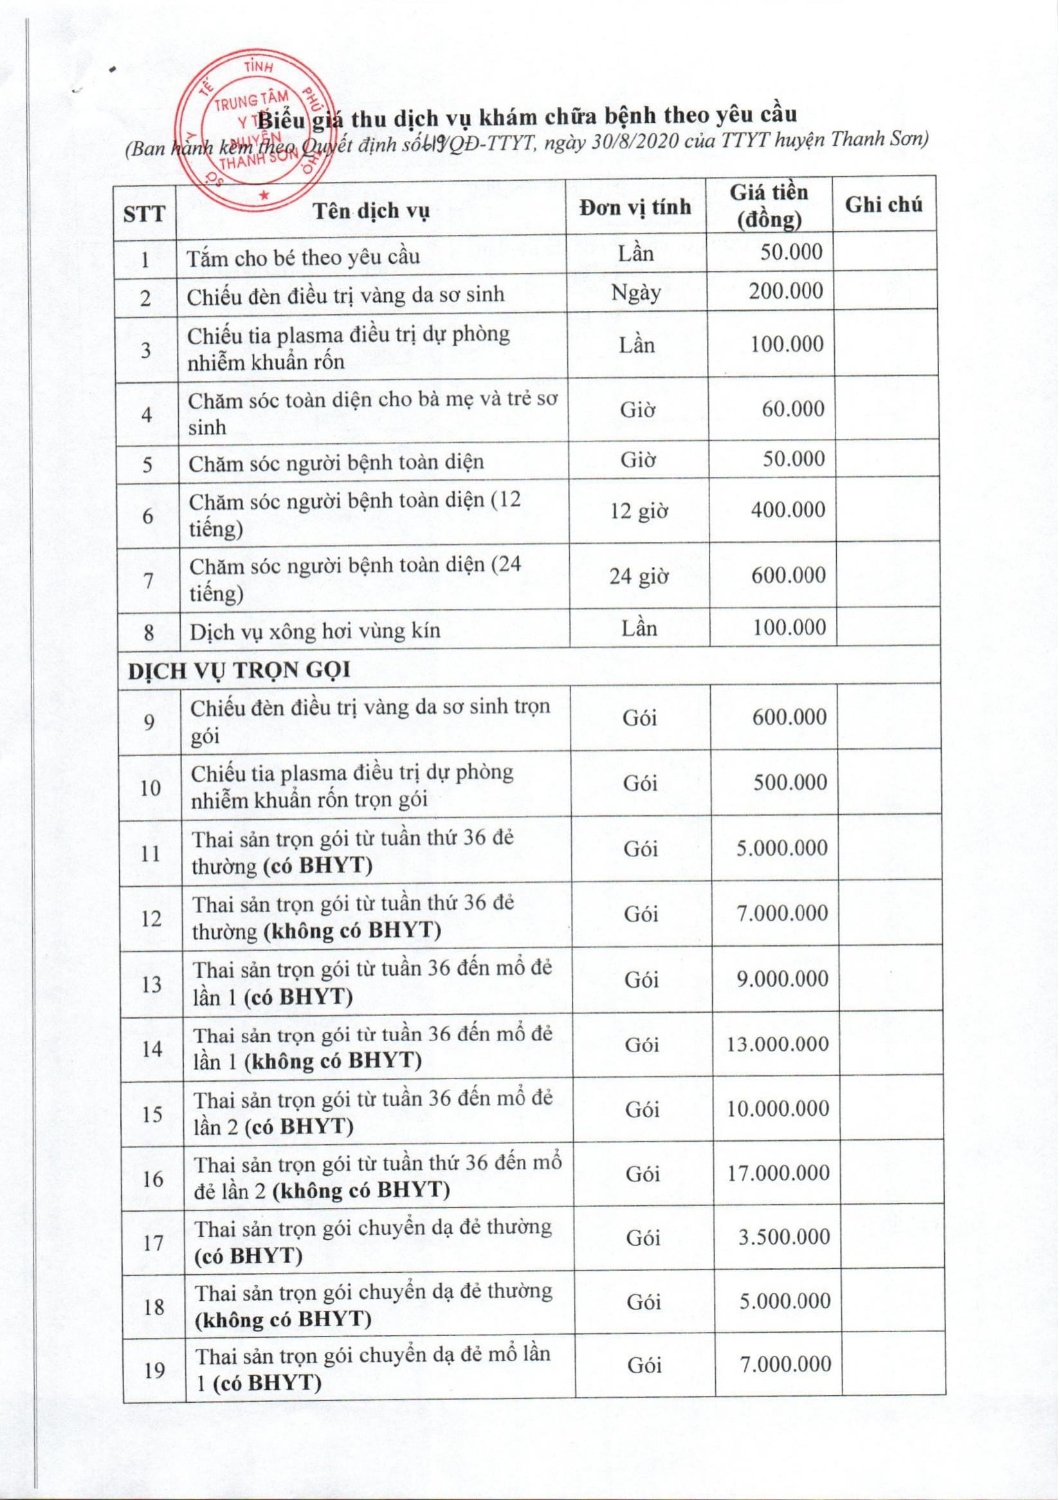 SỞ Y TẾ TỈNH PHÚ THỌ
TRUNG TÂM
Y TẾ
HUYỆN
THANH SƠN
Biểu giá thu dịch vụ khám chữa bệnh theo yêu cầu
(Ban hành kèm theo Quyết định số 619/QĐ-TTYT, ngày 30/8/2020 của TTYT huyện Thanh Sơn)
STT Tên dịch vụ Đơn vị tính Giá tiền (đồng) Ghi chú
1 Tắm cho bé theo yêu cầu Lần 50.000
2 Chiếu đèn điều trị vàng da sơ sinh Ngày 200.000
3 Chiếu tia plasma điều trị dự phòng
nhiễm khuẩn rốn Lần 100.000
4 Chăm sóc toàn diện cho bà mẹ và trẻ sơ
sinh Giờ 60.000
5 Chăm sóc người bệnh toàn diện Giờ 50.000
6 Chăm sóc người bệnh toàn diện (12
tiếng) 12 giờ 400.000
7 Chăm sóc người bệnh toàn diện (24
tiếng) 24 giờ 600.000
8 Dịch vụ xông hơi vùng kín Lần 100.000
DỊCH VỤ TRỌN GỌI
9 Chiếu đèn điều trị vàng da sơ sinh trọn
gói Gói 600.000
10 Chiếu tia plasma điều trị dự phòng
nhiễm khuẩn rốn trọn gói Gói 500.000
11 Thai sản trọn gói từ tuần thứ 36 đẻ
thường (có BHYT) Gói 5.000.000
12 Thai sản trọn gói từ tuần thứ 36 đẻ
thường (không có BHYT) Gói 7.000.000
13 Thai sản trọn gói từ tuần 36 đến mổ đẻ
lần 1 (có BHYT) Gói 9.000.000
14 Thai sản trọn gói từ tuần 36 đến mổ đẻ
lần 1 (không có BHYT) Gói 13.000.000
15 Thai sản trọn gói từ tuần 36 đến mổ đẻ
lần 2 (có BHYT) Gói 10.000.000
16 Thai sản trọn gói từ tuần thứ 36 đến mổ
đẻ lần 2 (không có BHYT) Gói 17.000.000
17 Thai sản trọn gói chuyển dạ đẻ thường
(có BHYT) Gói 3.500.000
18 Thai sản trọn gói chuyển dạ đẻ thường
(không có BHYT) Gói 5.000.000
19 Thai sản trọn gói chuyển dạ đẻ mổ lần
1 (có BHYT) Gói 7.000.000